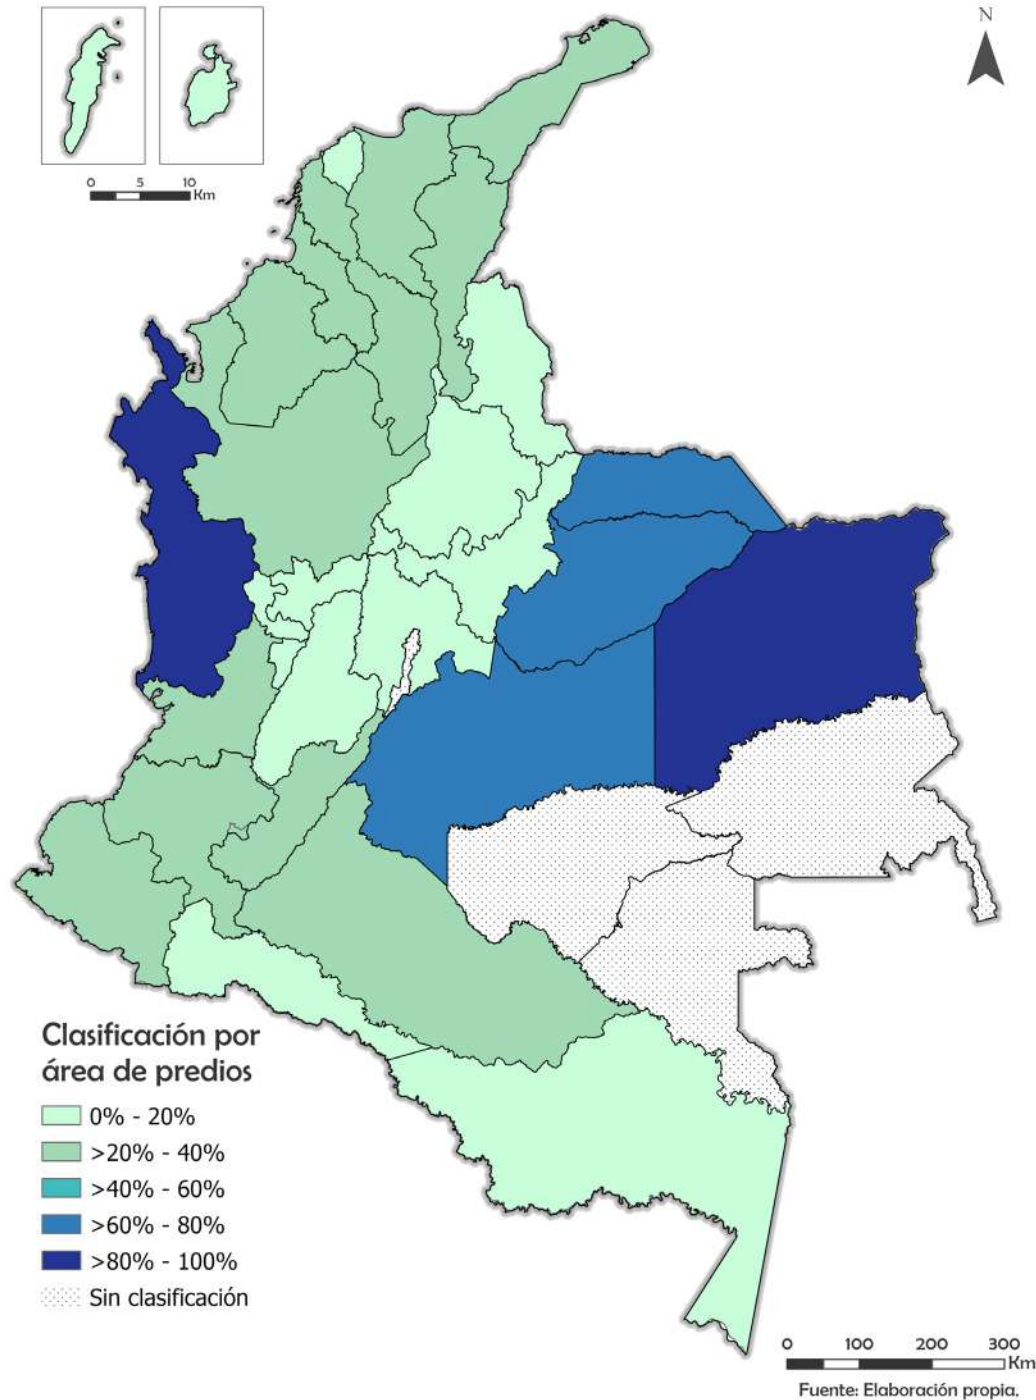 N
0 5 10
Km
Clasificación por
área de predios
0% - 20%
>20% - 40%
>40% - 60%
>60% - 80%
>80% - 100%
Sin clasificación
0 100 200 300
Km
Fuente: Elaboración propia.